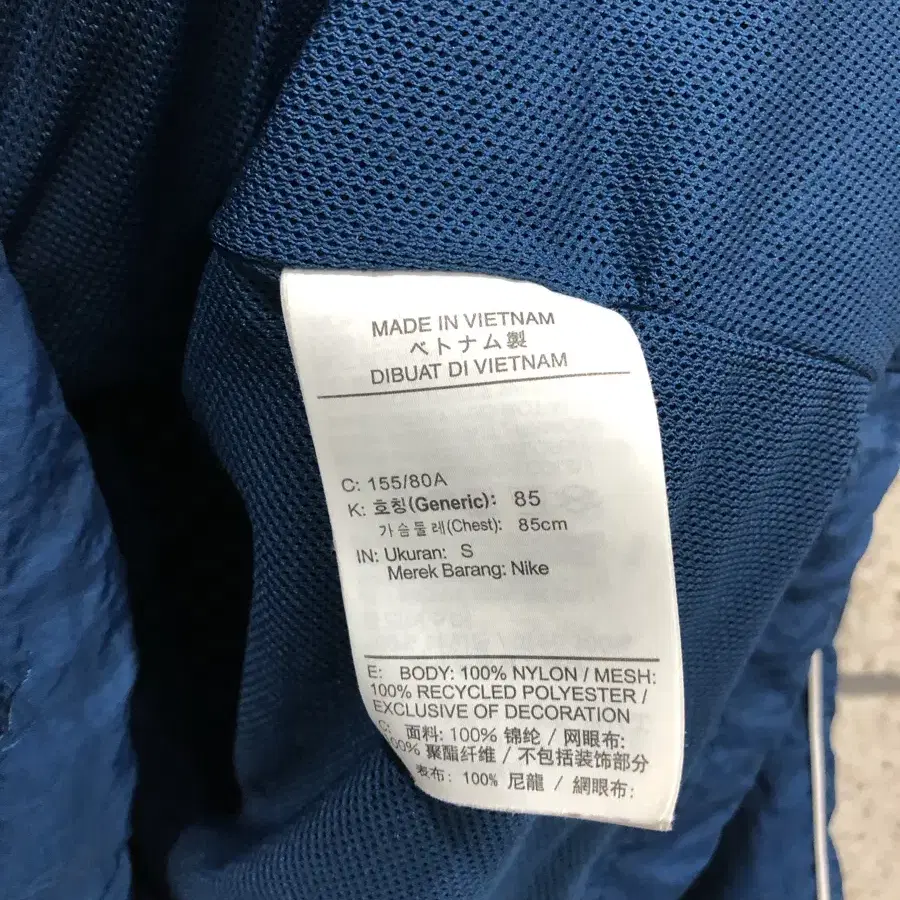 MADE IN VIETNAM
ベトナム製
DIBUAT DI VIETNAM
C: 155/80A
K: 호칭(Generic): 85
가슴둘레(Chest): 85cm
IN: Ukuran: S
Merek Barang: Nike
E: BODY: 100% NYLON / MESH:
100% RECYCLED POLYESTER /
EXCLUSIVE OF DECORATION
C: 面料: 100% 锦纶 / 网眼布:
100% 聚酯纤维 / 不包括装饰部分
表布: 100% 尼龍 / 網眼布: